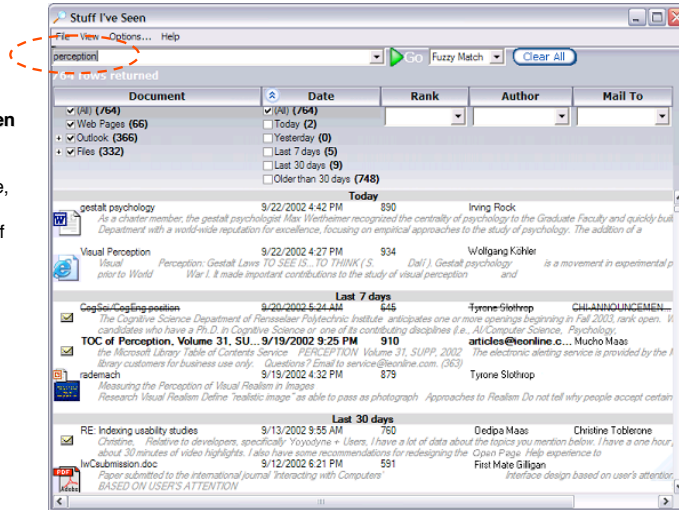 Stuff I've Seen
File View Options... Help
perception Go Fuzzy Match Clear All
764 rows returned
en
e,
f
Document Date Rank Author Mail To
(All) (764) (All) (764)
Web Pages (66) Today (2)
Outlook (366) Yesterday (0)
Files (332) Last 7 days (5)
Last 30 days (9)
Older than 30 days (748)
Today
gestalt psychology 9/22/2002 4:42 PM 890 Irving Rock
As a charter member, the gestalt psychologist Max Wertheimer recognized the centrality of psychology to the Graduate Faculty and quickly buil
Department with a world-wide reputation for excellence, focusing on empirical approaches to the study of psychology. The addition of a
Visual Perception 9/22/2002 4:27 PM 934 Wolfgang Köhler
Visual Perception: Gestalt Laws TO SEE IS... TO THINK ( S. Dalí ). Gestalt psychology is a movement in experimental p
prior to World War I. It made important contributions to the study of visual perception and
Last 7 days
CogSci/CogEng position 9/20/2002 5:24 AM 645 Tyrone Slothrop CHI-ANNOUNCEMEN...
The Cognitive Science Department of Rensselaer Polytechnic Institute anticipates one or more openings beginning in Fall 2003, rank open. W
candidates who have a Ph.D. in Cognitive Science or one of its contributing disciplines (i.e., AI/Computer Science, Psychology,
TOC of Perception, Volume 31, SU... 9/19/2002 9:25 PM 910 articles@ieonline.c... Mucho Maas
the Microsoft Library Table of Contents Service PERCEPTION Volume 31, SUPP, 2002 The electronic alerting service is provided by the M
library customers for business use only. Questions? Email to service@ieonline.com. (363)
rademach 9/19/2002 4:32 PM 879 Tyrone Slothrop
Measuring the Perception of Visual Realism in Images
Research Visual Realism Define "realistic image" as able to pass as photograph Approaches to Realism Do not tell why people accept certain
Last 30 days
RE: Indexing usability studies 9/13/2002 9:55 AM 760 Oedipa Maas Christine Toblerone
Christine, Relative to developers, specifically Yoyodyne + Users, I have a lot of data about the topics you mention below. I have a one hour,
about 30 minutes of video highlights. I also have some recommendations for redesigning the Open Page Help experience to
IwCsubmission.doc 9/12/2002 6:21 PM 591 First Mate Gilligan
Paper submitted to the international journal 'Interacting with Computers' Interface design based on user's attention
BASED ON USER'S ATTENTION
PDF
Adobe